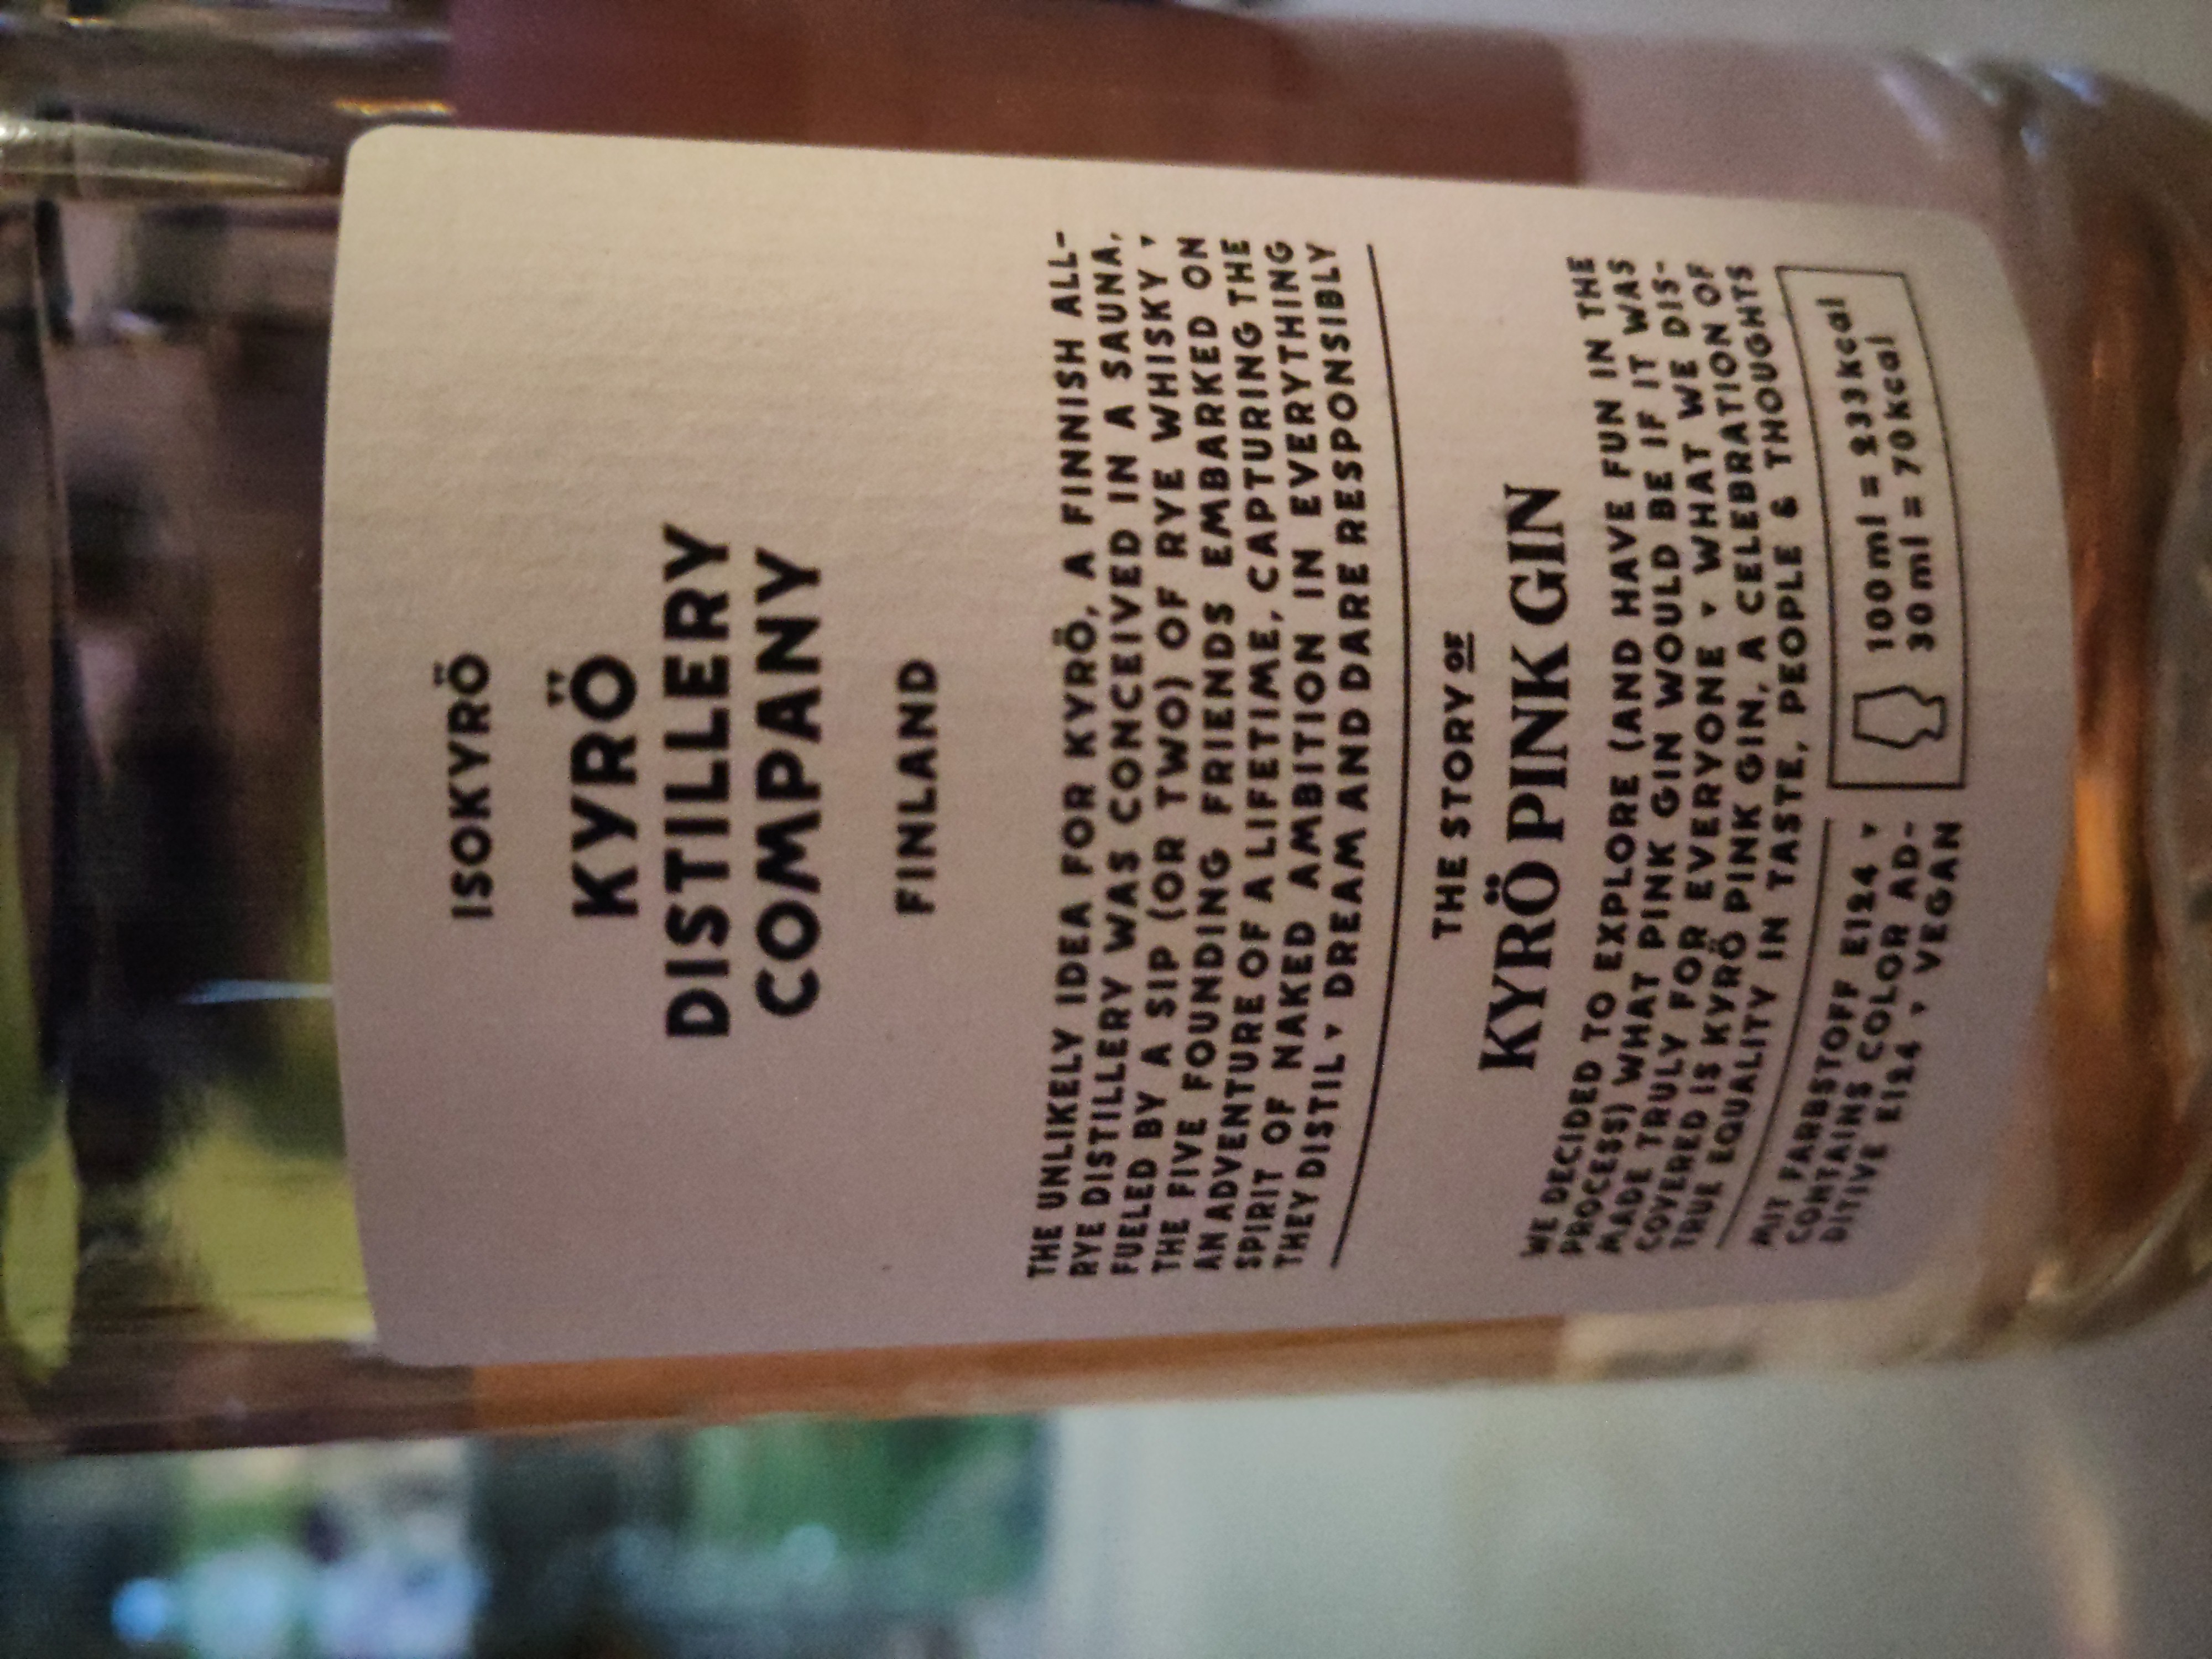 ISOKYRÖ
KYRÖ
DISTILLERY
COMPANY
FINLAND
THE UNLIKELY IDEA FOR KYRÖ, A FINNISH ALL-
RYE DISTILLERY WAS CONCEIVED IN A SAUNA,
FUELED BY A SIP (OR TWO) OF RYE WHISKY ▾
THE FIVE FOUNDING FRIENDS EMBARKED ON
AN ADVENTURE OF A LIFETIME, CAPTURING THE
SPIRIT OF NAKED AMBITION IN EVERYTHING
THEY DISTIL ▾ DREAM AND DARE RESPONSIBLY
THE STORY OF
KYRÖ PINK GIN
WE DECIDED TO EXPLORE (AND HAVE FUN IN THE
PROCESS) WHAT PINK GIN WOULD BE IF IT WAS
MADE TRULY FOR EVERYONE ▾ WHAT WE DIS-
COVERED IS KYRÖ PINK GIN, A CELEBRATION OF
TRUE EQUALITY IN TASTE, PEOPLE & THOUGHTS
MIT FARBSTOFF E124 ▾
CONTAINS COLOR AD-
DITIVE E124 ▾ VEGAN
100ml = 233kcal
30ml = 70kcal